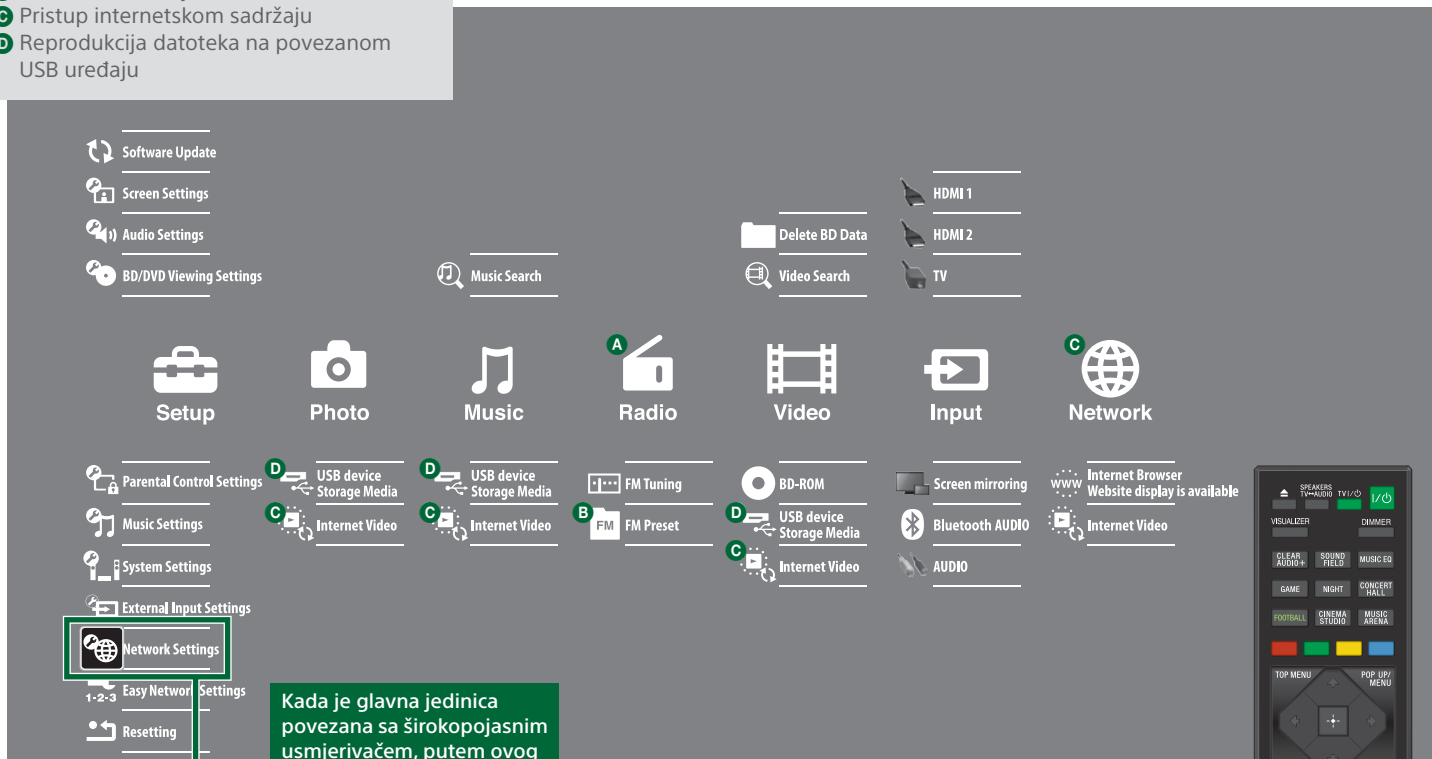 C Pristup internetskom sadržaju
D Reprodukcija datoteka na povezanom
USB uređaju
Software Update
Screen Settings
Audio Settings
BD/DVD Viewing Settings
Music Search
Delete BD Data
Video Search
HDMI 1
HDMI 2
TV
Setup
Photo
Music
A
Radio
Video
Input
C
Network
Parental Control Settings
Music Settings
System Settings
External Input Settings
Network Settings
1-2-3 Easy Network Settings
Resetting
D USB device
Storage Media
C Internet Video
D USB device
Storage Media
C Internet Video
FM Tuning
B FM FM Preset
BD-ROM
D USB device
Storage Media
C Internet Video
Screen mirroring
Bluetooth AUDIO
AUDIO
www Internet Browser
Website display is available
Internet Video
Kada je glavna jedinica
povezana sa širokopojasnim
usmjerivačem, putem ovog
SPEAKERS
TV↔AUDIO
TV I/⏻
I/⏻
VISUALIZER
DIMMER
CLEAR
AUDIO+
SOUND
FIELD
MUSIC EQ
GAME
NIGHT
CONCERT
HALL
FOOTBALL
CINEMA
STUDIO
MUSIC
ARENA
TOP MENU
POP UP/
MENU